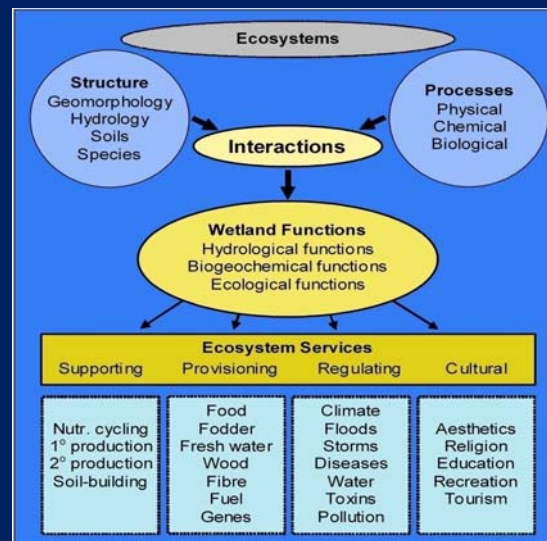 Ecosystems
Structure
Geomorphology
Hydrology
Soils
Species
Processes
Physical
Chemical
Biological
Interactions
Wetland Functions
Hydrological functions
Biogeochemical functions
Ecological functions
Ecosystem Services
Supporting Provisioning Regulating Cultural
Nutr. cycling
1° production
2° production
Soil-building
Food
Fodder
Fresh water
Wood
Fibre
Fuel
Genes
Climate
Floods
Storms
Diseases
Water
Toxins
Pollution
Aesthetics
Religion
Education
Recreation
Tourism